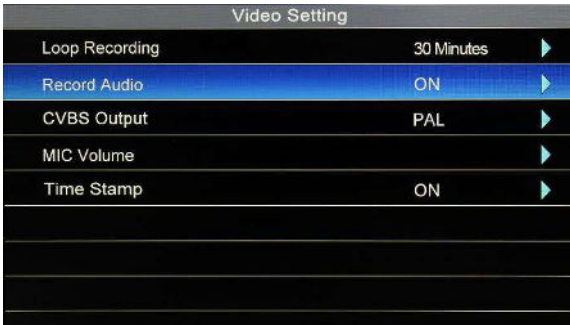 Video Setting
Loop Recording 30 Minutes
Record Audio ON
CVBS Output PAL
MIC Volume
Time Stamp ON